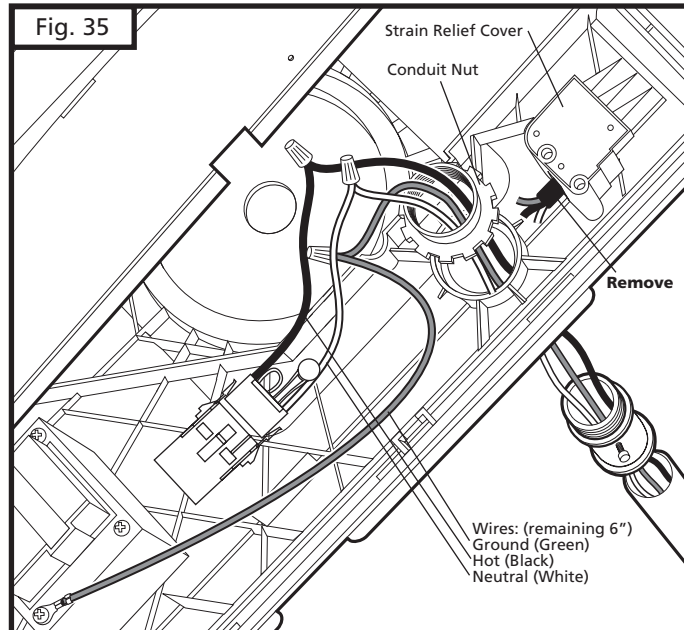 Fig. 35
Strain Relief Cover
Conduit Nut
Remove
Wires: (remaining 6”)
Ground (Green)
Hot (Black)
Neutral (White)